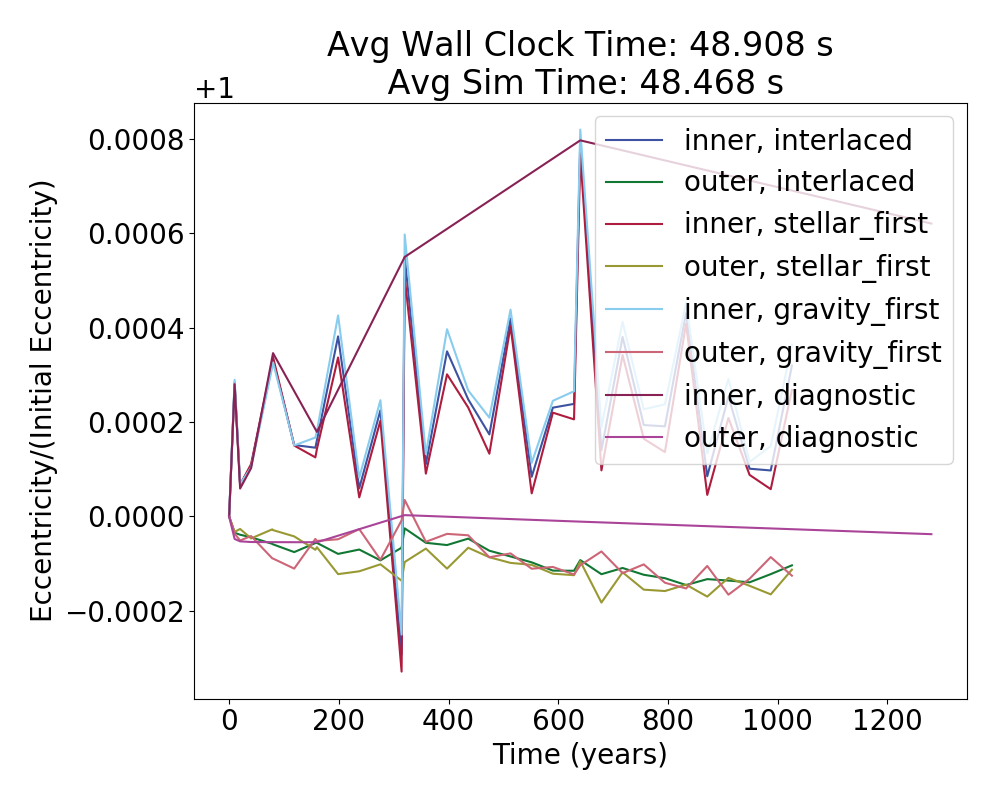 Avg Wall Clock Time: 48.908 s
Avg Sim Time: 48.468 s
+1
0.0008
0.0006
0.0004
0.0002
0.0000
−0.0002
Eccentricity/(Initial Eccentricity)
inner, interlaced
outer, interlaced
inner, stellar_first
outer, stellar_first
inner, gravity_first
outer, gravity_first
inner, diagnostic
outer, diagnostic
0 200 400 600 800 1000 1200
Time (years)